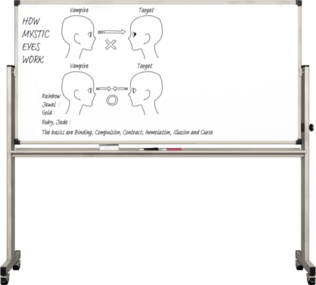 HOW
MYSTIC
EYES
WORK
Vampire Target
Vampire Target
Rainbow
Jewel :
Gold :
Ruby, Jade :
The basics are Binding, Compulsion, Contract, Immolation, Illusion and Curse